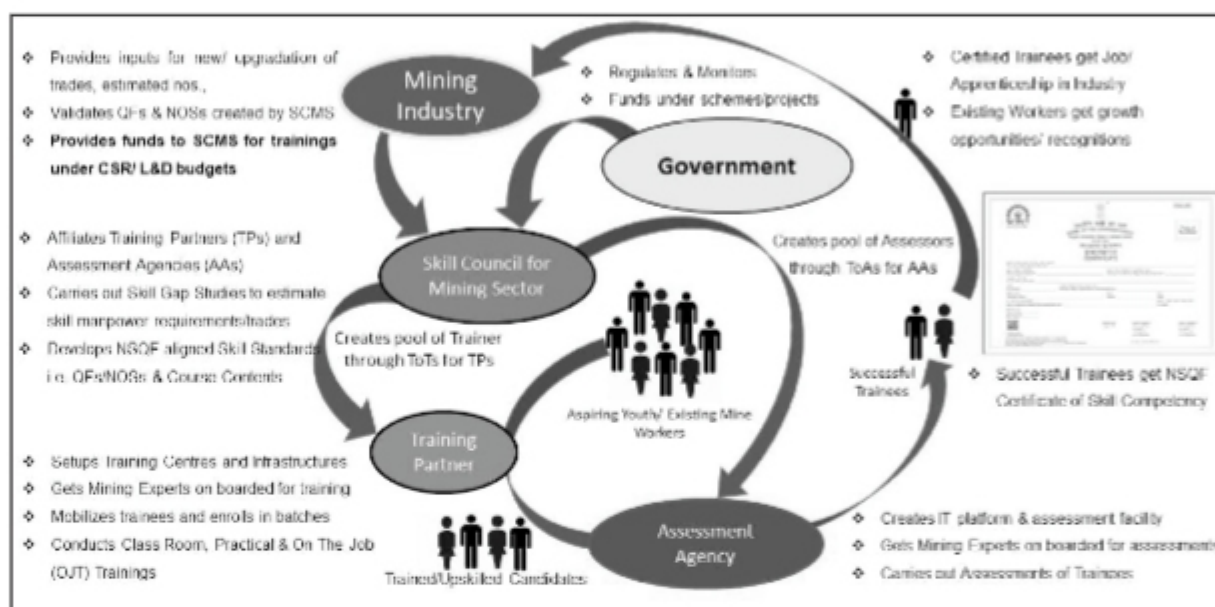 ❖ Provides inputs for new/ upgradation of
trades, estimated nos.,
❖ Validates QFs & NOSs created by SCMS
❖ Provides funds to SCMS for trainings
under CSR/ L&D budgets
Mining
Industry
❖ Regulates & Monitors
❖ Funds under schemes/projects
Government
❖ Certified Trainees get Job/
Apprenticeship in Industry
❖ Existing Workers get growth
opportunities/ recognitions
❖ Affiliates Training Partners (TPs) and
Assessment Agencies (AAs)
❖ Carries out Skill Gap Studies to estimate
skill manpower requirements/trades
❖ Develops NSQF aligned Skill Standards
i.e. QFs/NOSs & Course Contents
Skill Council for
Mining Sector
Creates pool of Trainer
through ToTs for TPs
Creates pool of Assessors
through ToAs for AAs
Aspiring Youth/ Existing Mine
Workers
Successful
Trainees
❖ Successful Trainees get NSQF
Certificate of Skill Competency
Training
Partner
❖ Setups Training Centres and Infrastructures
❖ Gets Mining Experts on boarded for training
❖ Mobilizes trainees and enrolls in batches
❖ Conducts Class Room, Practical & On The Job
(OJT) Trainings
Trained/Upskilled Candidates
Assessment
Agency
❖ Creates IT platform & assessment facility
❖ Gets Mining Experts on boarded for assessments
❖ Carries out Assessments of Trainees